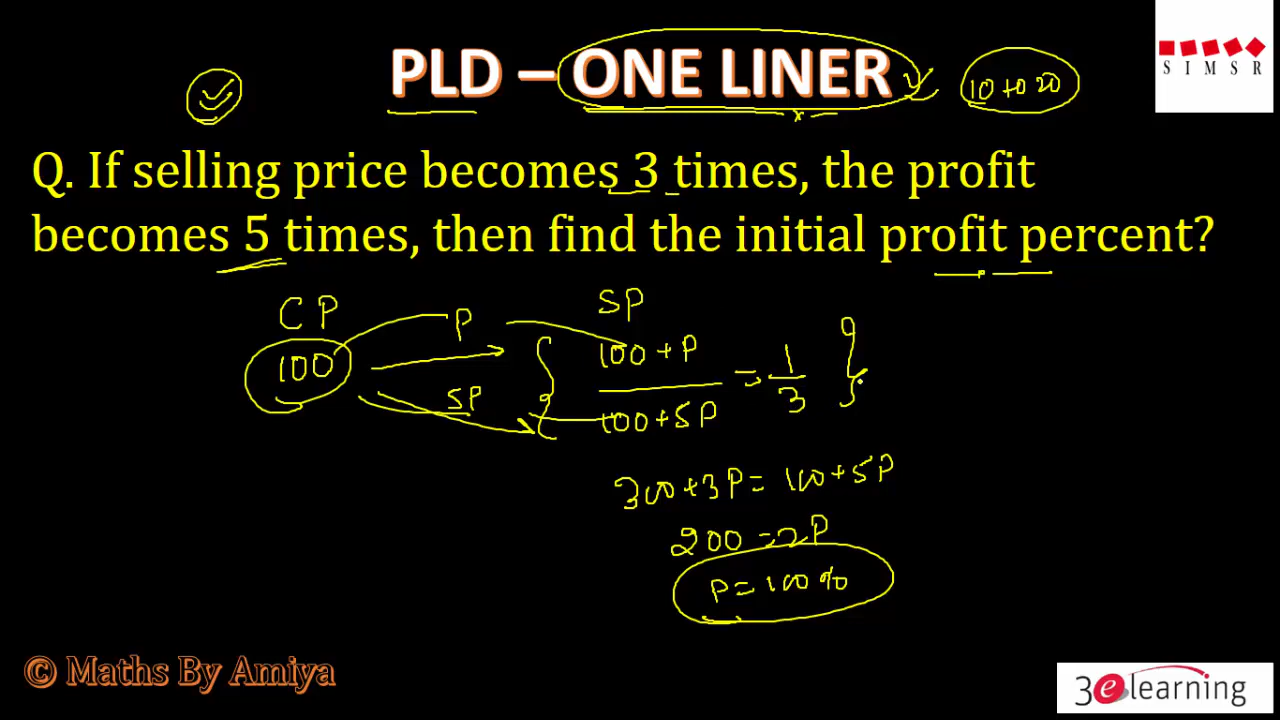 PLD – ONE LINER
10 to 20
SIMSR
Q. If selling price becomes 3 times, the profit
becomes 5 times, then find the initial profit percent?
CP
SP
P
100
100 + P
= 1/3
5P
100 + 5P
300 + 3P = 100 + 5P
200 = 2P
P = 100%
© Maths By Amiya
3elearning